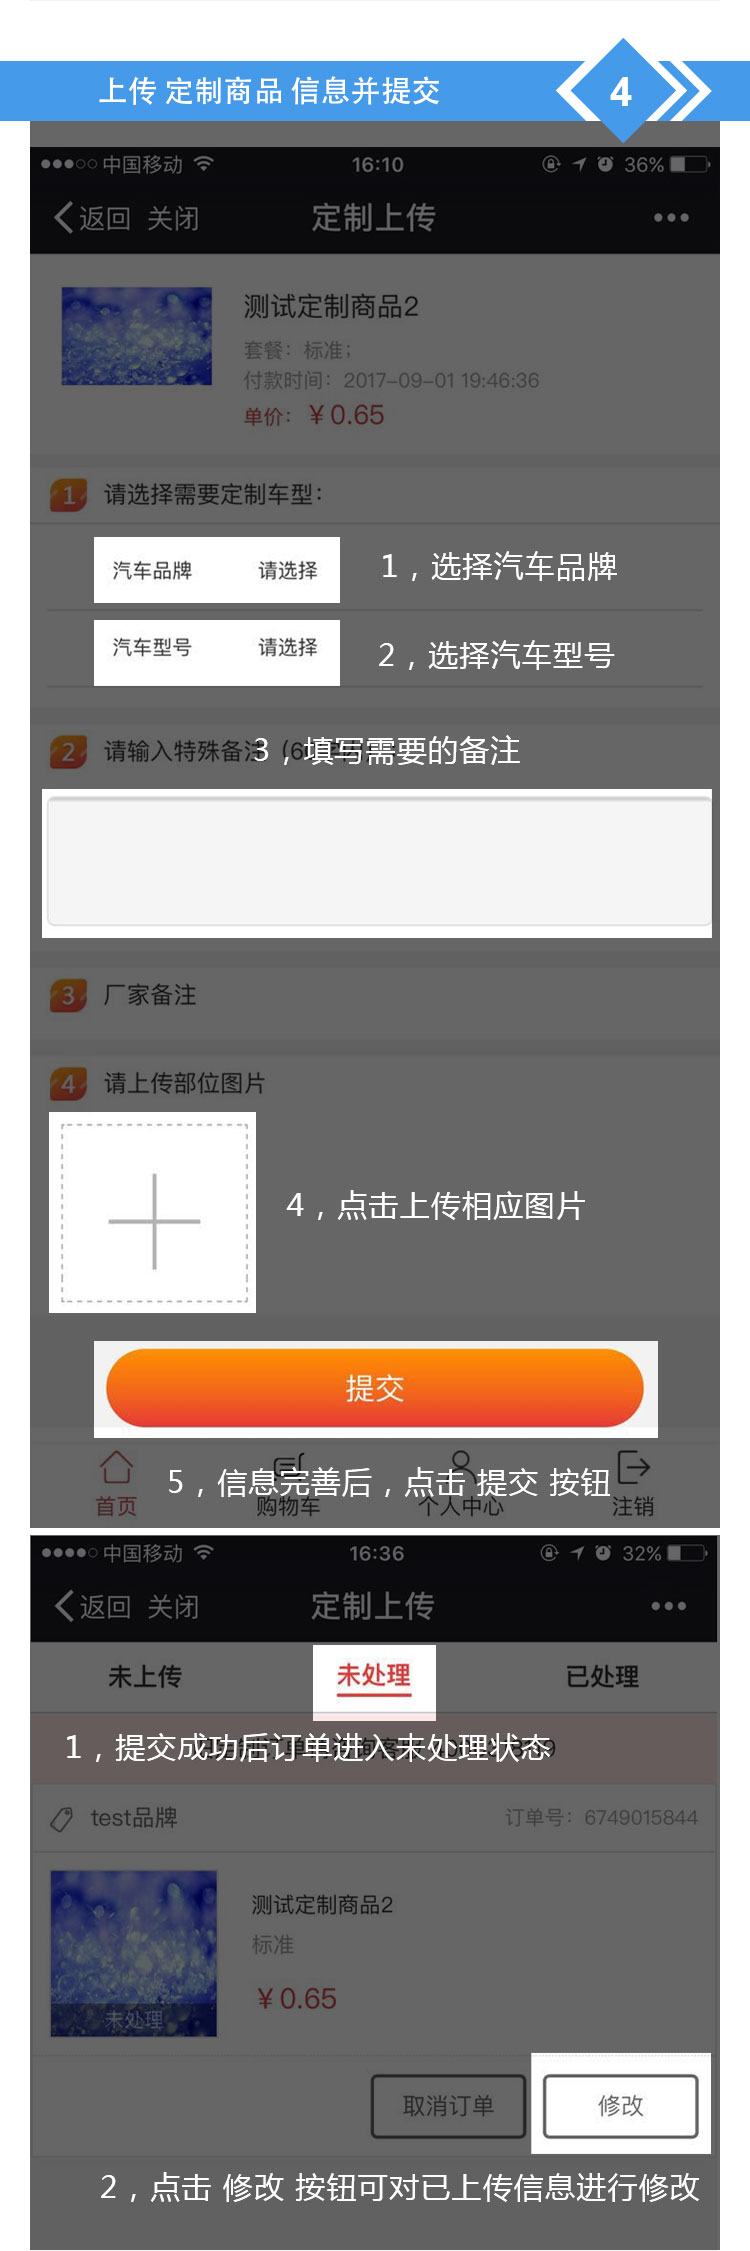 上传 定制商品 信息并提交
4
中国移动 16:10 36%
返回 关闭 定制上传
测试定制商品2
套餐：标准；
付款时间：2017-09-01 19:46:36
单价：￥0.65
1 请选择需要定制车型：
汽车品牌 请选择 1，选择汽车品牌
汽车型号 请选择 2，选择汽车型号
2 请输入特殊备注
3，填写需要的备注
3 厂家备注
4 请上传部位图片
4，点击上传相应图片
提交
5，信息完善后，点击 提交 按钮
首页 购物车 个人中心 注销
中国移动 16:36 32%
返回 关闭 定制上传
未上传 未处理 已处理
1，提交成功后订单进入未处理状态
test品牌 订单号：6749015844
测试定制商品2
标准
￥0.65
未处理
取消订单 修改
2，点击 修改 按钮可对已上传信息进行修改